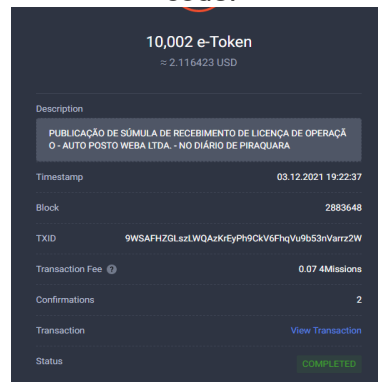 10,002 e-Token
≈ 2.116423 USD
Description
PUBLICAÇÃO DE SÚMULA DE RECEBIMENTO DE LICENÇA DE OPERAÇÃ
O - AUTO POSTO WEBA LTDA. - NO DIÁRIO DE PIRAQUARA
Timestamp 03.12.2021 19:22:37
Block 2883648
TXID 9WSAFHZGLszLWQAzKrEyPh9CkV6FhqVu9b53nVarrz2W
Transaction Fee ? 0.07 4Missions
Confirmations 2
Transaction View Transaction
Status COMPLETED